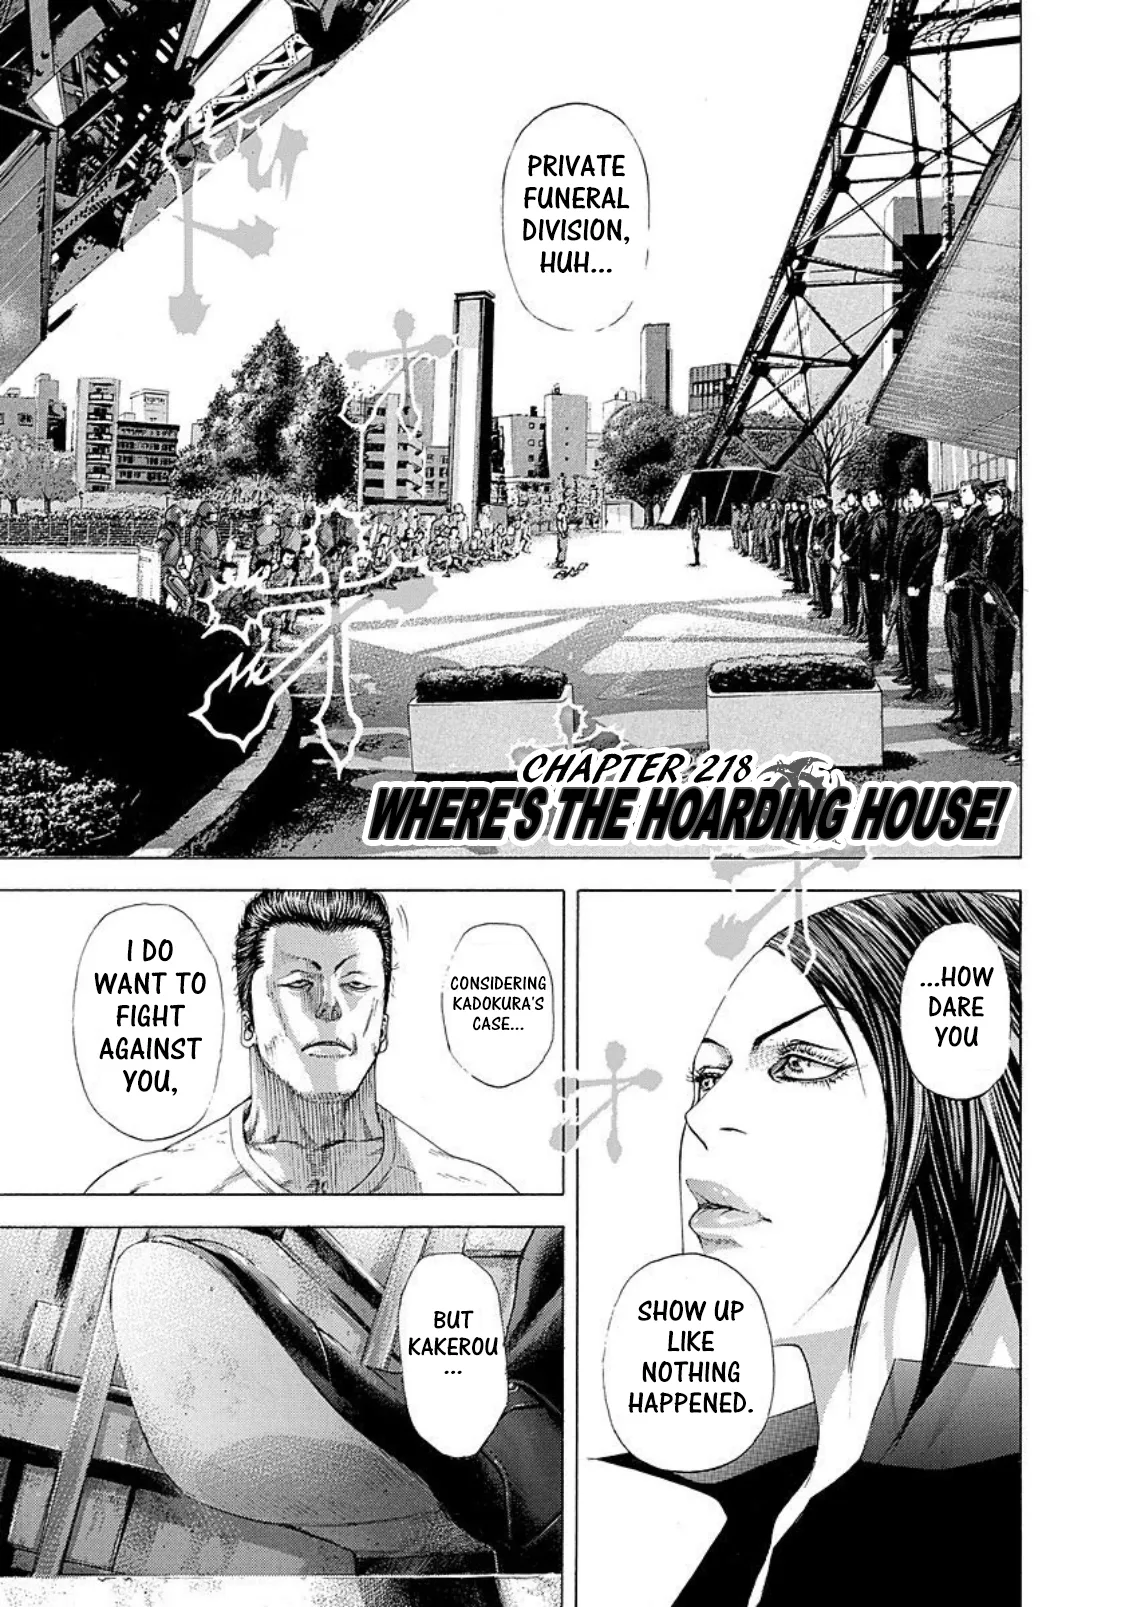 PRIVATE
FUNERAL
DIVISION,
HUH...
CHAPTER 218
WHERE'S THE HOARDING HOUSE!
...HOW
DARE
YOU
SHOW UP
LIKE
NOTHING
HAPPENED.
CONSIDERING
KADOKURA'S
CASE...
I DO
WANT TO
FIGHT
AGAINST
YOU,
BUT
KAKEROU
...